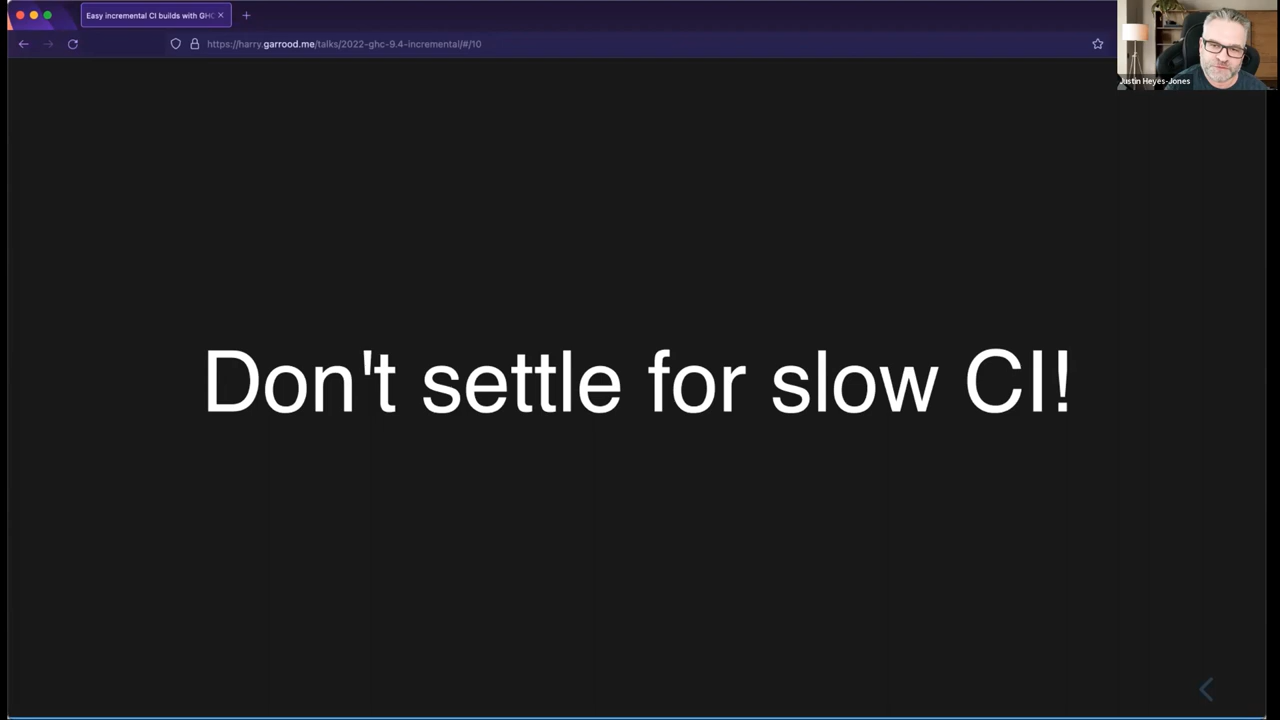 Easy incremental CI builds with GHC
https://harry.garrood.me/talks/2022-ghc-9.4-incremental/#/10
Justin Heyes-Jones
Don't settle for slow CI!